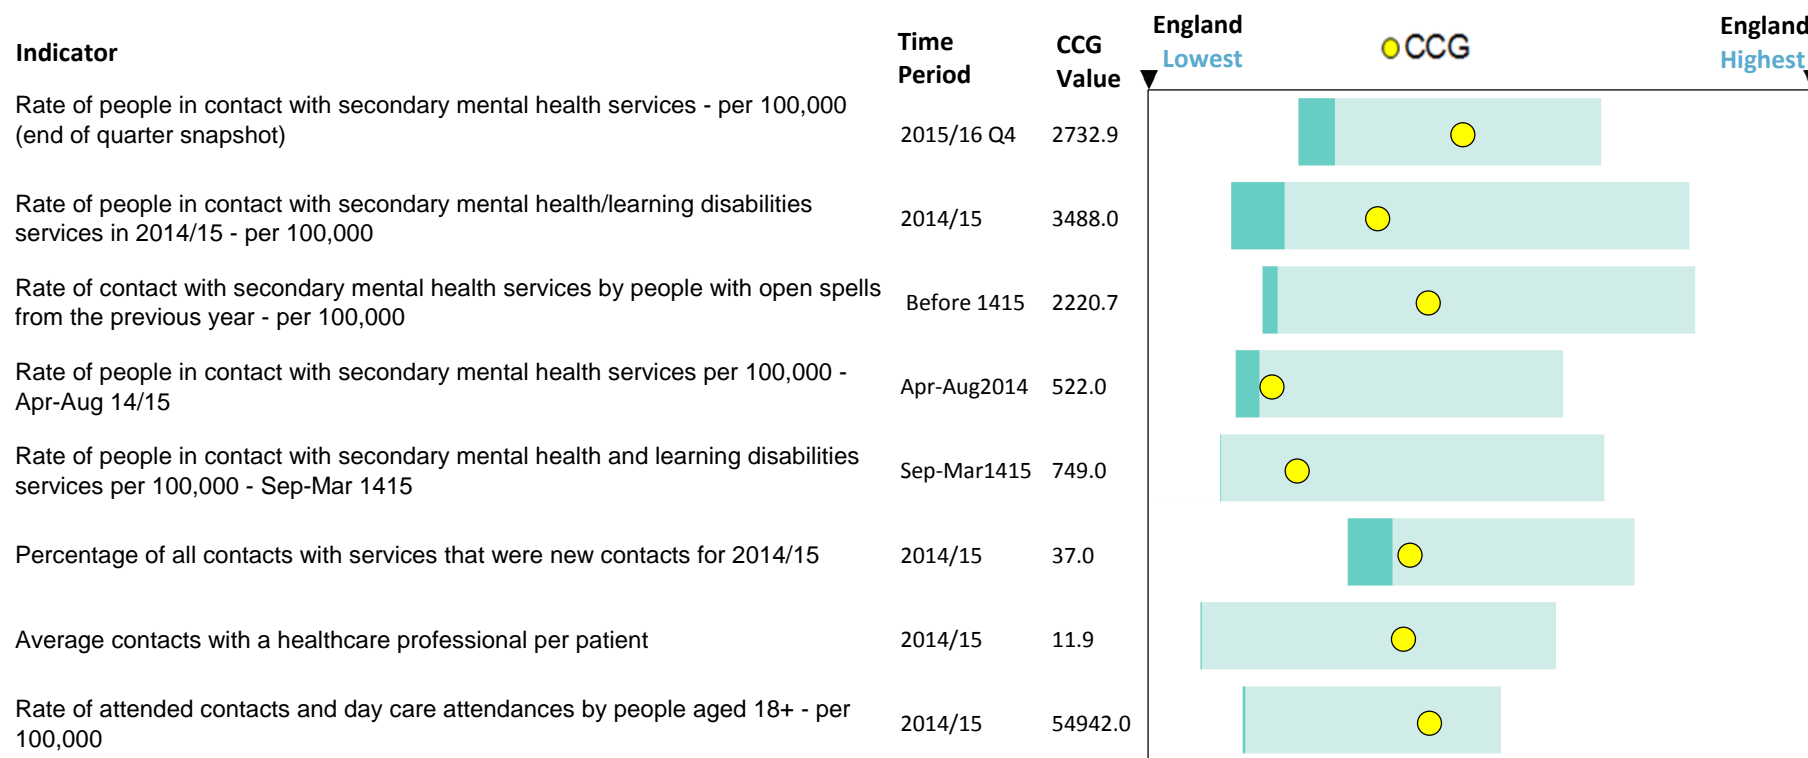 Indicator
Time Period
CCG Value
England Lowest
CCG
England Highest
Rate of people in contact with secondary mental health services - per 100,000
(end of quarter snapshot)
2015/16 Q4 2732.9
Rate of people in contact with secondary mental health/learning disabilities
services in 2014/15 - per 100,000
2014/15 3488.0
Rate of contact with secondary mental health services by people with open spells
from the previous year - per 100,000
Before 1415 2220.7
Rate of people in contact with secondary mental health services per 100,000 -
Apr-Aug 14/15
Apr-Aug2014 522.0
Rate of people in contact with secondary mental health and learning disabilities
services per 100,000 - Sep-Mar 1415
Sep-Mar1415 749.0
Percentage of all contacts with services that were new contacts for 2014/15 2014/15 37.0
Average contacts with a healthcare professional per patient 2014/15 11.9
Rate of attended contacts and day care attendances by people aged 18+ - per
100,000
2014/15 54942.0